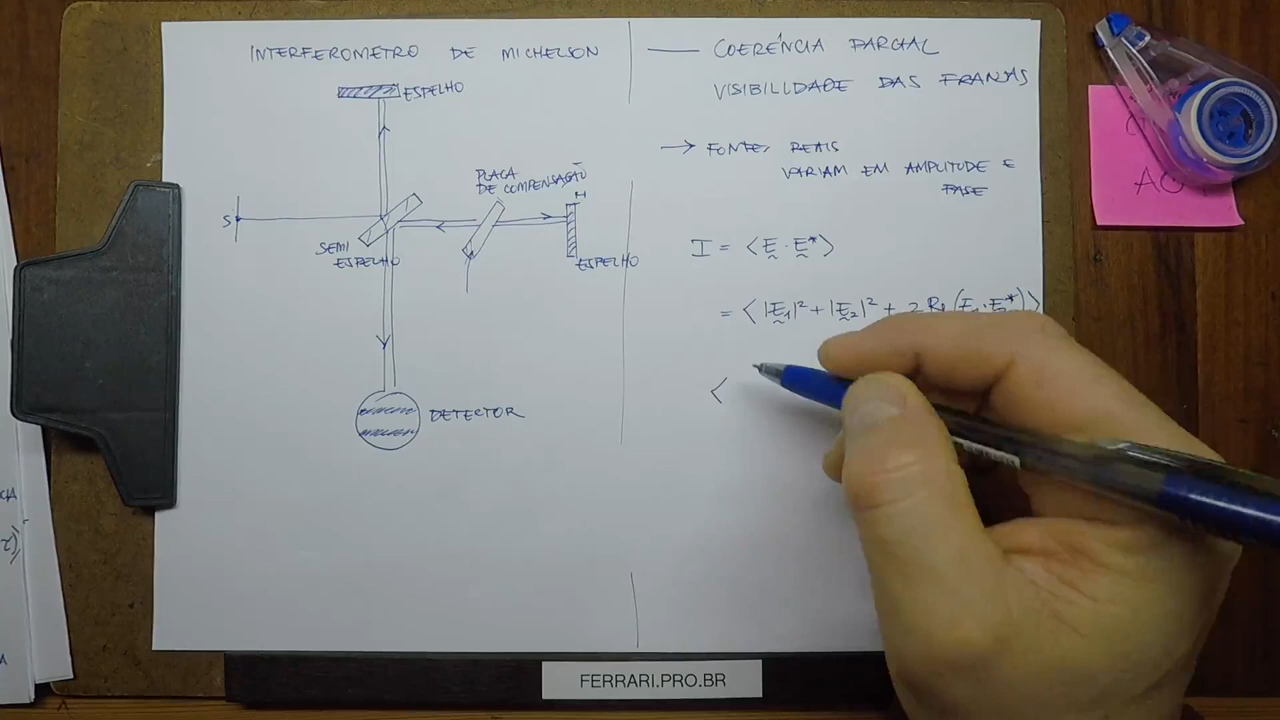 INTERFEROMETRO DE MICHELSON
ESPELHO
PLACA
DE COMPENSAÇÃO
M
S
SEMI
ESPELHO
ESPELHO
DETECTOR
— COERÊNCIA PARCIAL
VISIBILIDADE DAS FRANJAS
→ FONTES REAIS
VARIAM EM AMPLITUDE E
FASE
I = ⟨E · E*⟩
= ⟨|E₁|² + |E₂|² + 2 Re(E₁ · E₂*)⟩
⟨
FERRARI.PRO.BR